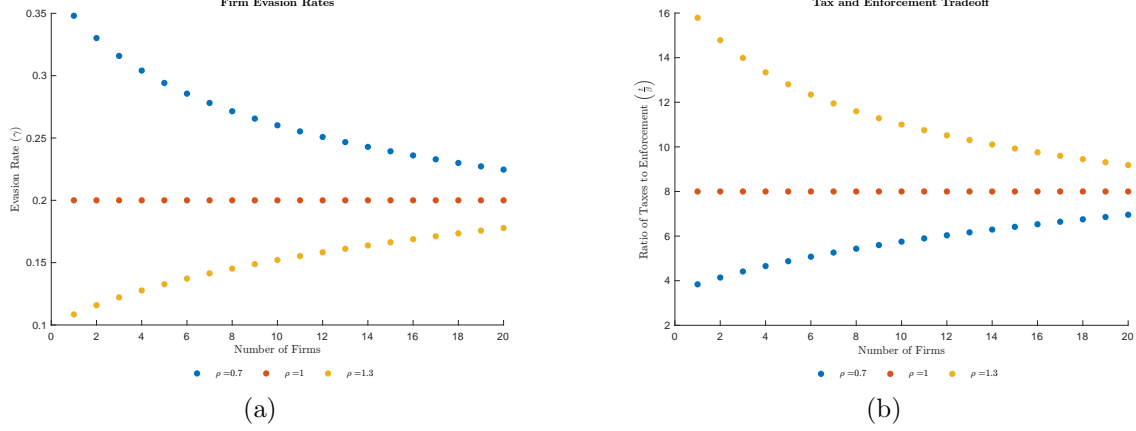 Firm Evasion Rates
0.35
0.3
0.25
0.2
0.15
0.1
Evasion Rate (γ)
0 2 4 6 8 10 12 14 16 18 20
Number of Firms
ρ =0.7 ρ =1 ρ =1.3
(a)
Tax and Enforcement Tradeoff
16
14
12
10
8
6
4
2
Ratio of Taxes to Enforcement (t/β)
0 2 4 6 8 10 12 14 16 18 20
Number of Firms
ρ =0.7 ρ =1 ρ =1.3
(b)